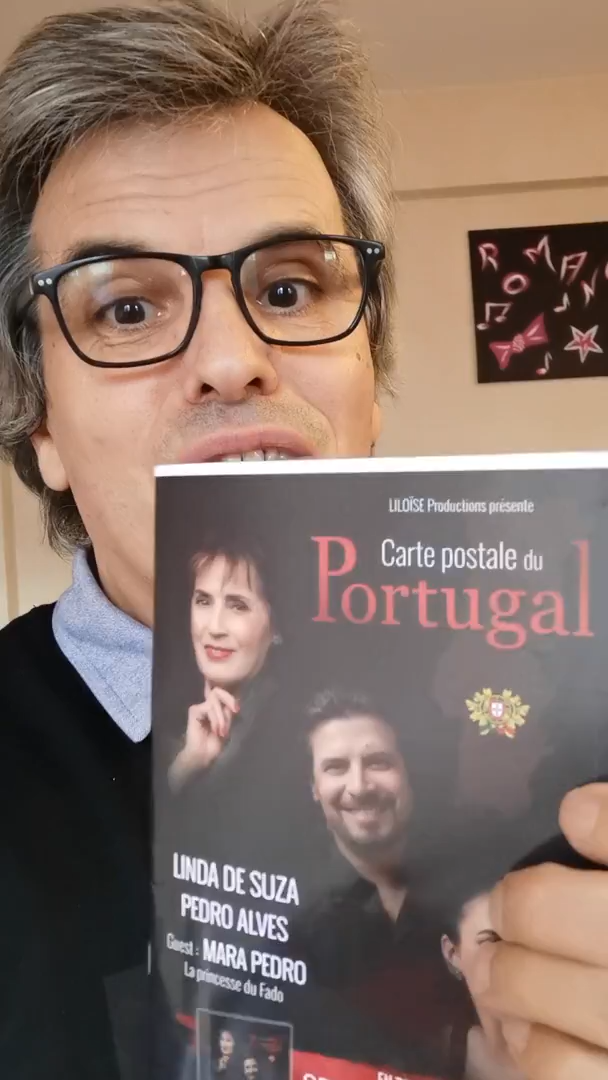 ROMANO
LILOÏSE Productions présente
Carte postale du
Portugal
LINDA DE SUZA
PEDRO ALVES
Guest : MARA PEDRO
La princesse du Fado